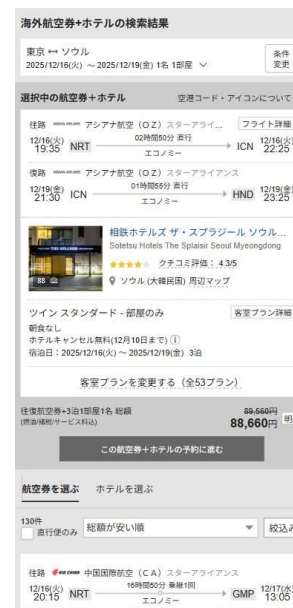 海外航空券+ホテルの検索結果
東京 ↔ ソウル
2025/12/16(火) ~2025/12/19(金) 1名 1部屋
条件
変更
選択中の航空券+ホテル 空港コード・アイコンについて
往路 アシアナ航空 (OZ) スターアライ... フライト詳細
12/16(火) 02時間50分 直行 12/16(火)
19:35 NRT エコノミー ICN 22:25
復路 アシアナ航空 (OZ) スターアライアンス
12/19(金) 01時間55分 直行 12/19(金)
21:30 ICN エコノミー HND 23:25
相鉄ホテルズ ザ・スプラジール ソウル...
Sotetsu Hotels The Splaisir Seoul Myeongdong
クチコミ評価: 4.3/5
88
ソウル (大韓民国) 周辺マップ
ツイン スタンダード - 部屋のみ 客室プラン詳細
朝食なし
ホテルキャンセル無料(12月10日まで)
宿泊日:2025/12/16(火) ~ 2025/12/19(金) 3泊
客室プランを変更する (全53プラン)
往復航空券+3泊1部屋1名 総額 89,560円
(燃油/諸税/サービス料込) 88,660円 明
この航空券+ホテルの予約に進む
航空券を選ぶ ホテルを選ぶ
130件
直行便のみ 総額が安い順 絞込み
往路 AIR CHINA 中国国際航空 (CA) スターアライアンス
12/16(火) 16時間50分 乗継1回 12/17(水)
20:15 NRT エコノミー GMP 13:05